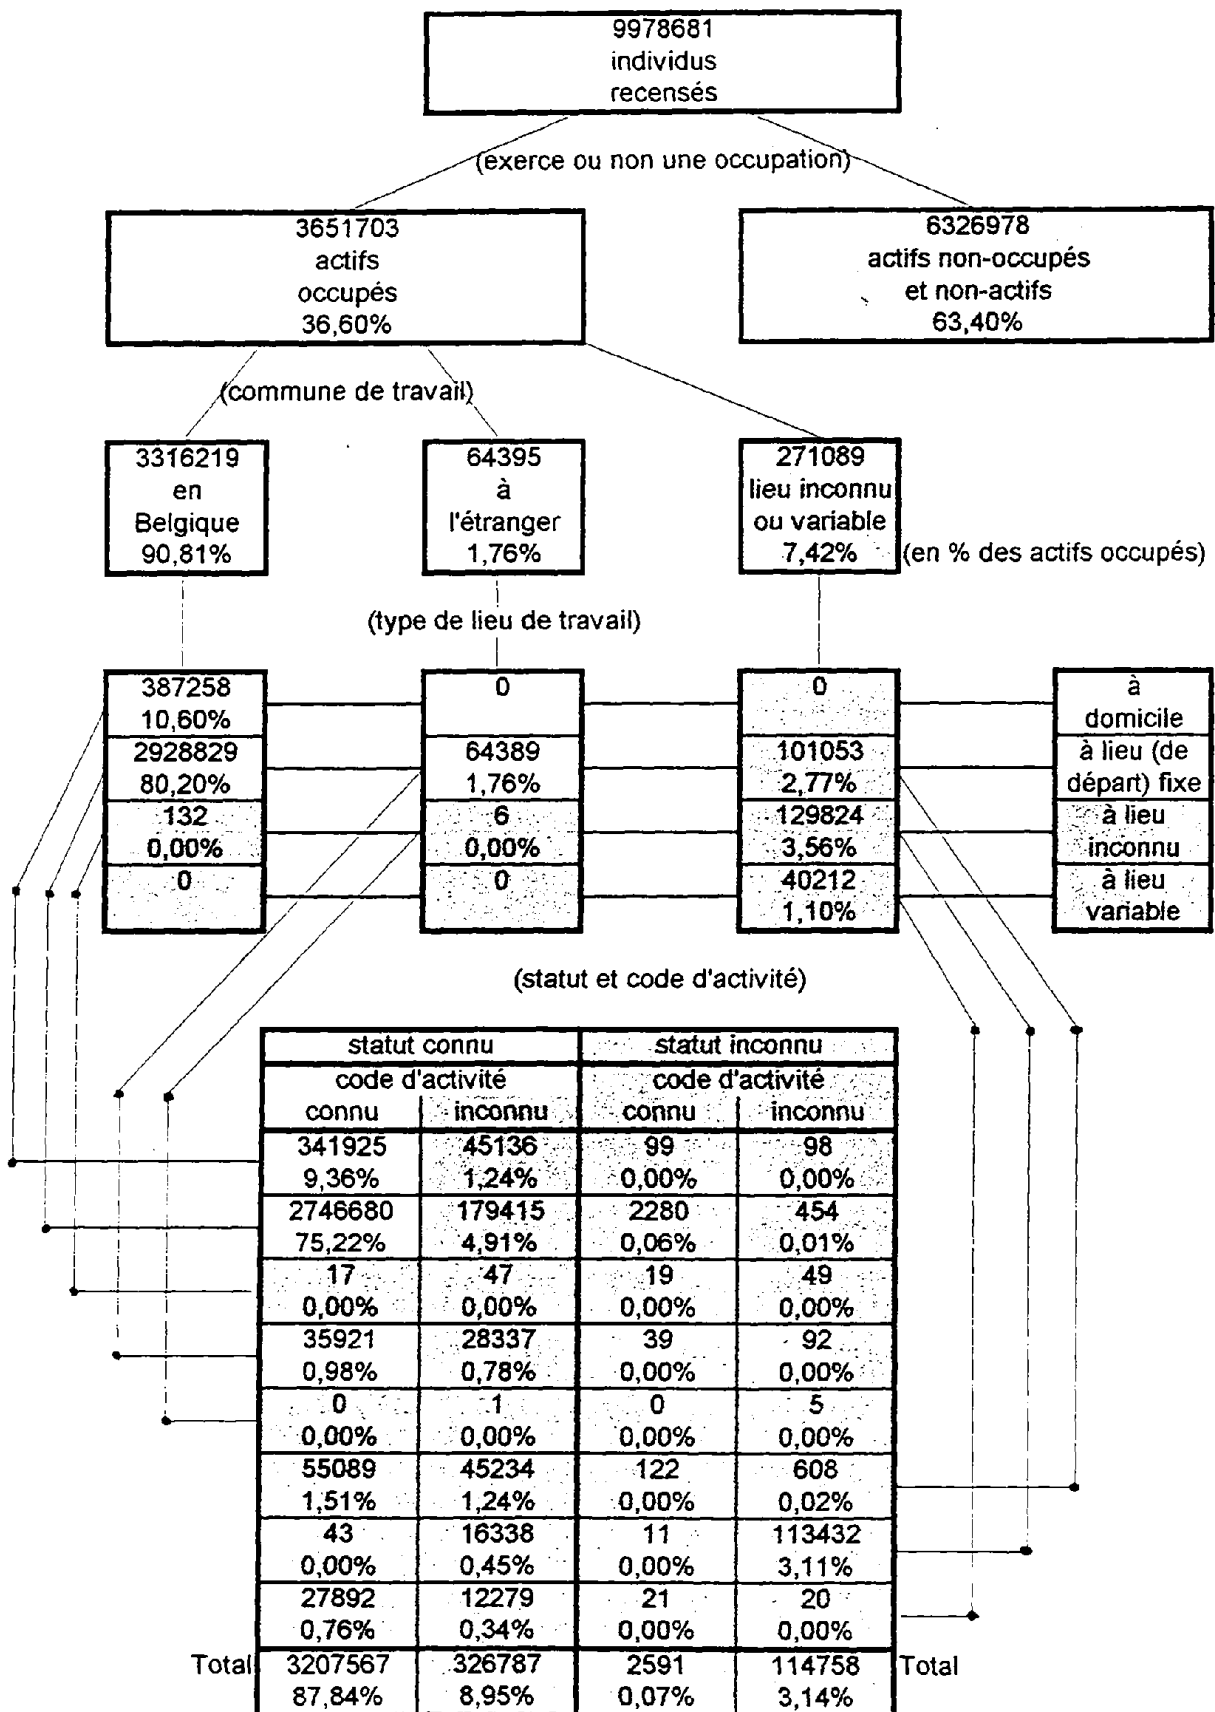 9978681
individus
recensés
(exerce ou non une occupation)
3651703
actifs
occupés
36,60%
6326978
actifs non-occupés
et non-actifs
63,40%
(commune de travail)
3316219
en
Belgique
90,81%
64395
à
l'étranger
1,76%
271089
lieu inconnu
ou variable
7,42%
(en % des actifs occupés)
(type de lieu de travail)
387258 0 0 à
10,60% domicile
2928829 64389 101053 à lieu (de
80,20% 1,76% 2,77% départ) fixe
132 6 129824 à lieu
0,00% 0,00% 3,56% inconnu
0 0 40212 à lieu
1,10% variable
(statut et code d'activité)
statut connu statut inconnu
code d'activité code d'activité
connu inconnu connu inconnu
341925 45136 99 98
9,36% 1,24% 0,00% 0,00%
2746680 179415 2280 454
75,22% 4,91% 0,06% 0,01%
17 47 19 49
0,00% 0,00% 0,00% 0,00%
35921 28337 39 92
0,98% 0,78% 0,00% 0,00%
0 1 0 5
0,00% 0,00% 0,00% 0,00%
55089 45234 122 608
1,51% 1,24% 0,00% 0,02%
43 16338 11 113432
0,00% 0,45% 0,00% 3,11%
27892 12279 21 20
0,76% 0,34% 0,00% 0,00%
Total 3207567 326787 2591 114758 Total
87,84% 8,95% 0,07% 3,14%